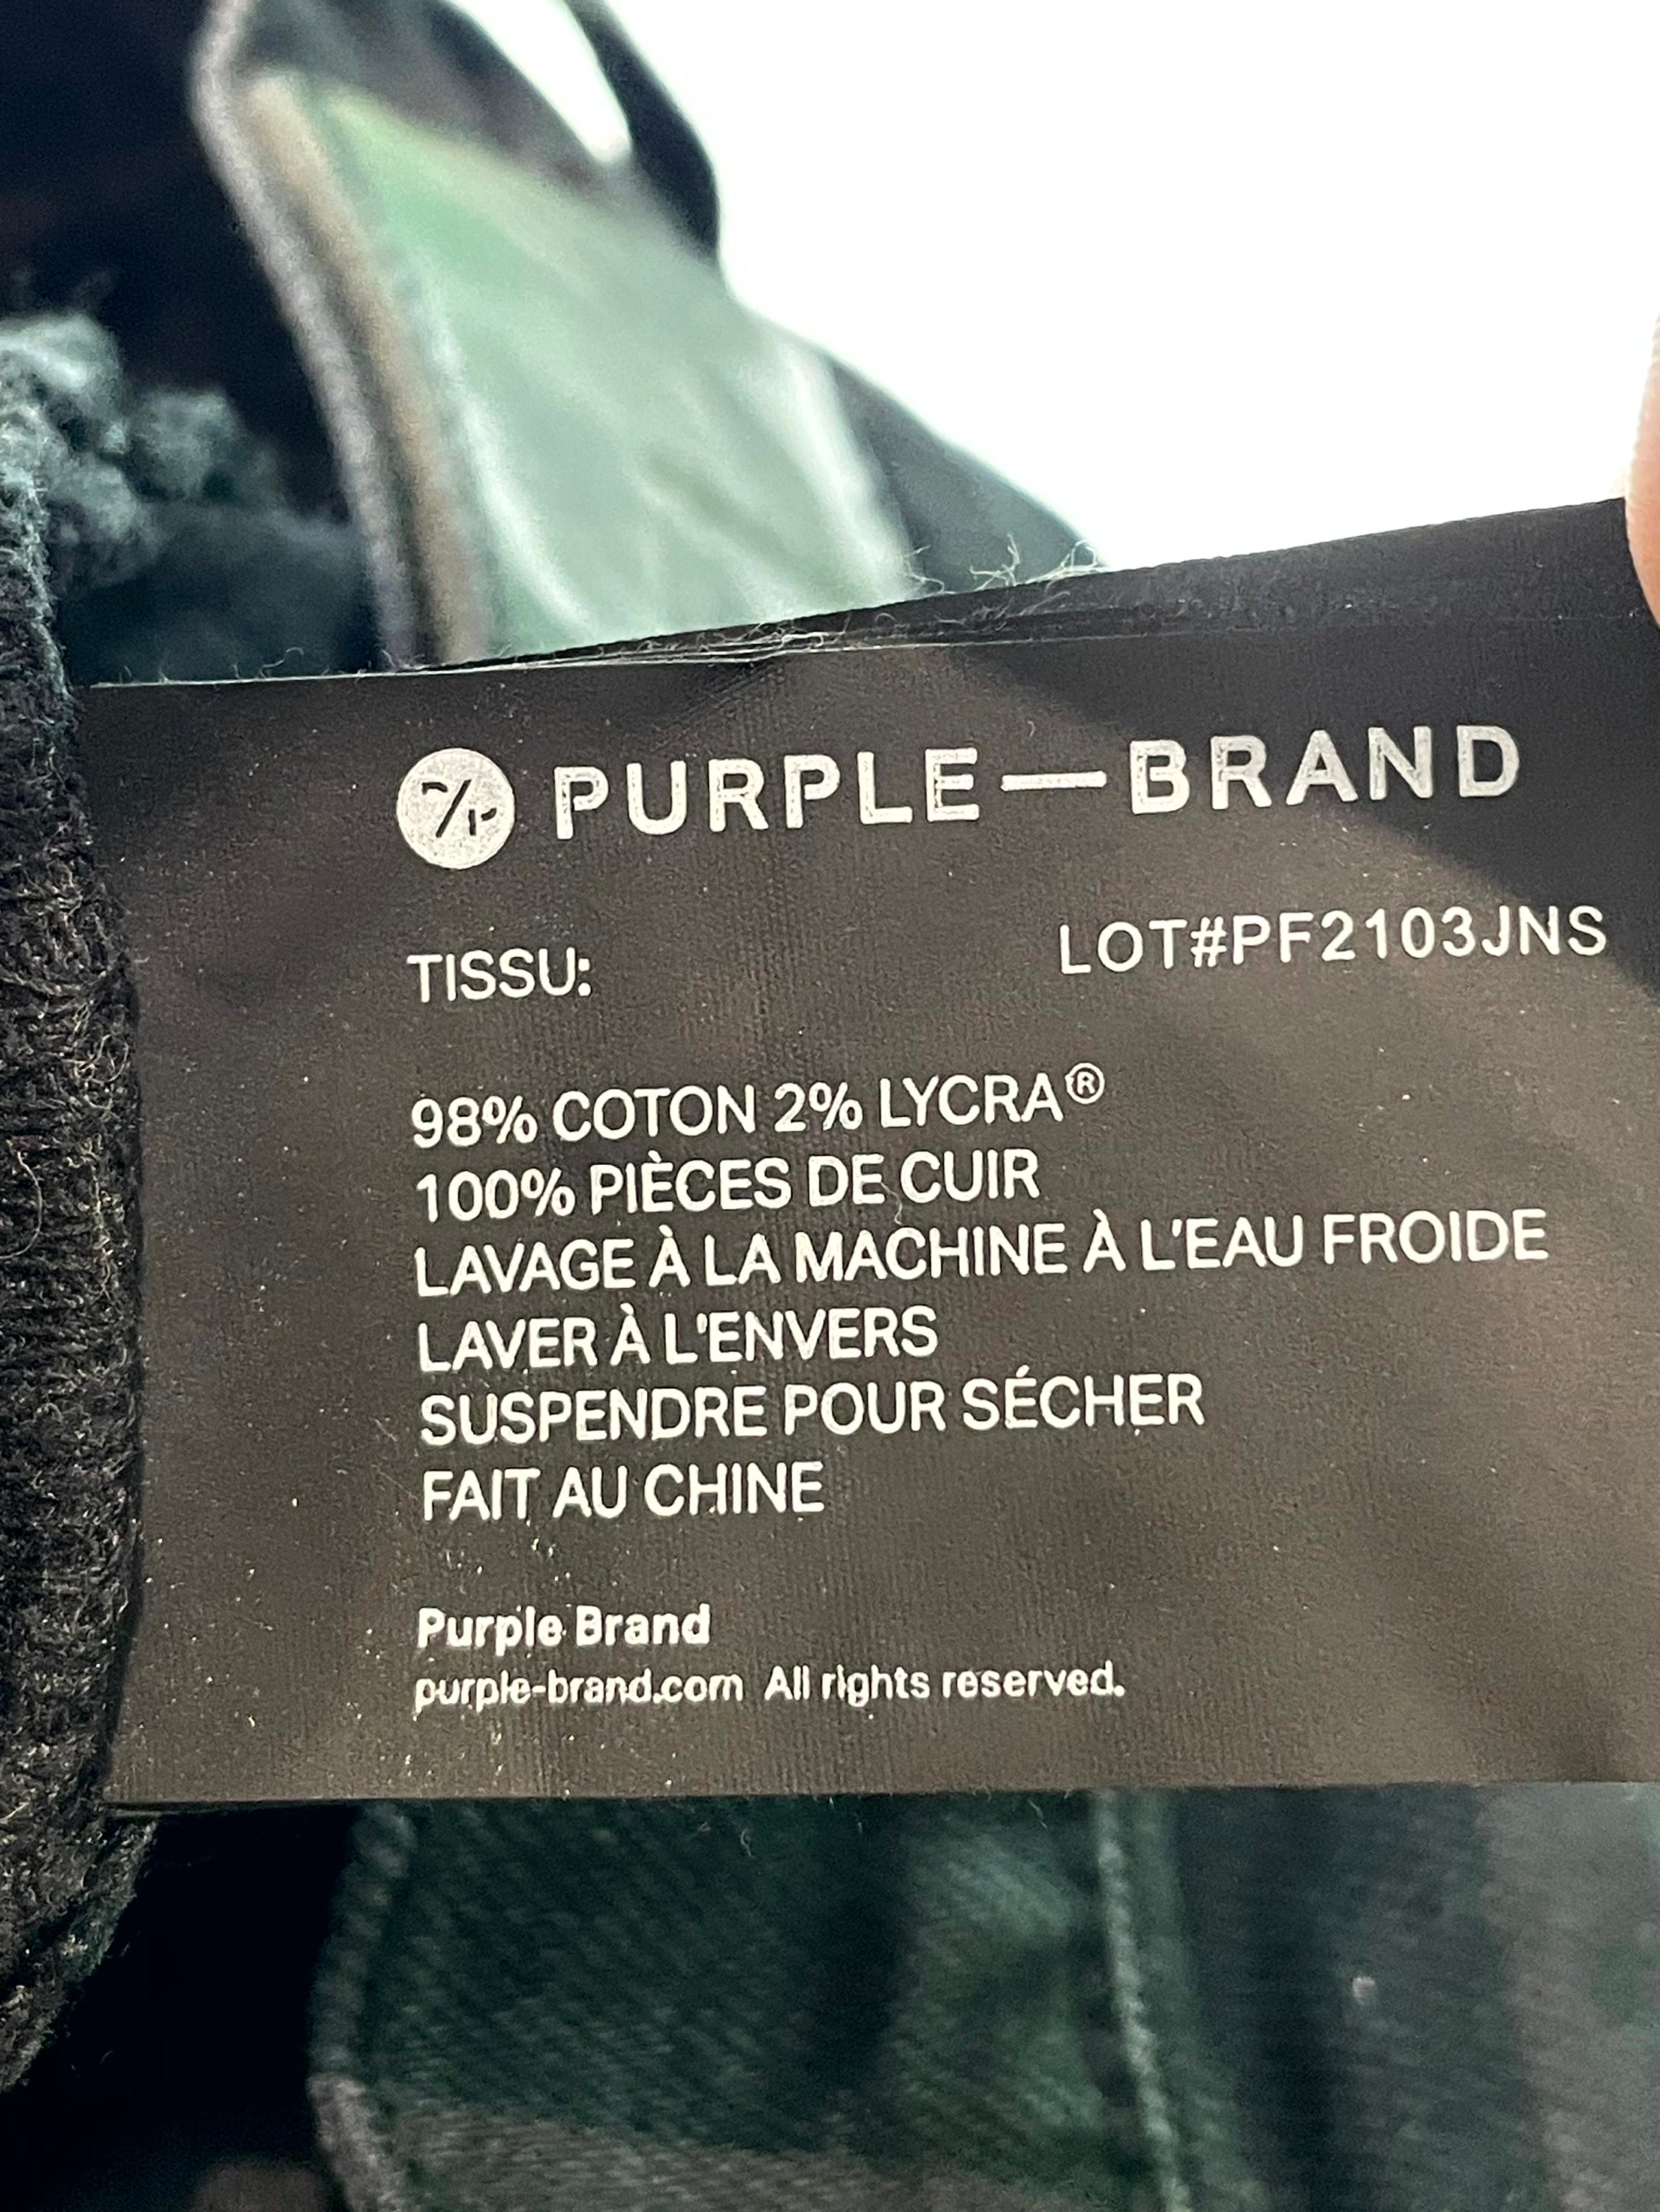 PURPLE—BRAND
TISSU: LOT#PF2103JNS
98% COTON 2% LYCRA®
100% PIÈCES DE CUIR
LAVAGE À LA MACHINE À L'EAU FROIDE
LAVER À L'ENVERS
SUSPENDRE POUR SÉCHER
FAIT AU CHINE
Purple Brand
purple-brand.com All rights reserved.